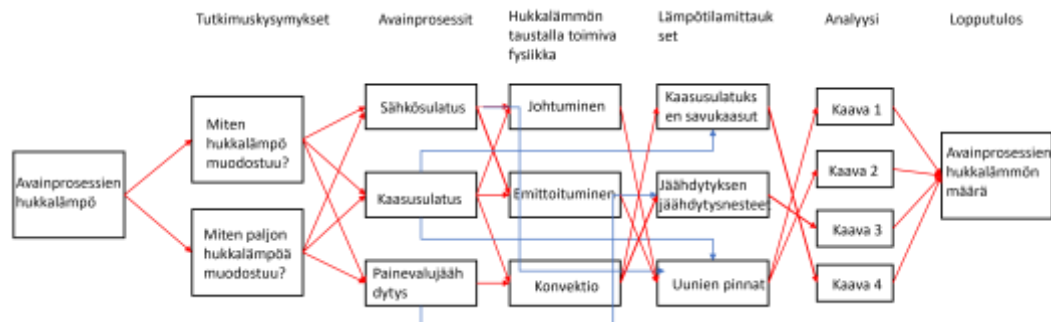 Tutkimuskysymykset
Avainprosessit
Hukkalämmön
taustalla toimiva
fysiikka
Lämpötilamittauk
set
Analyysi
Lopputulos
Avainprosessien
hukkalämpö
Miten
hukkalämpö
muodostuu?
Miten paljon
hukkalämpöä
muodostuu?
Sähkösulatus
Kaasusulatus
Painevalujääh
dytys
Johtuminen
Emittoituminen
Konvektio
Kaasusulatuks
en savukaasut
Jäähdytyksen
jäähdytysnesteet
Uunien pinnat
Kaava 1
Kaava 2
Kaava 3
Kaava 4
Avainprosessien
hukkalämmön
määrä